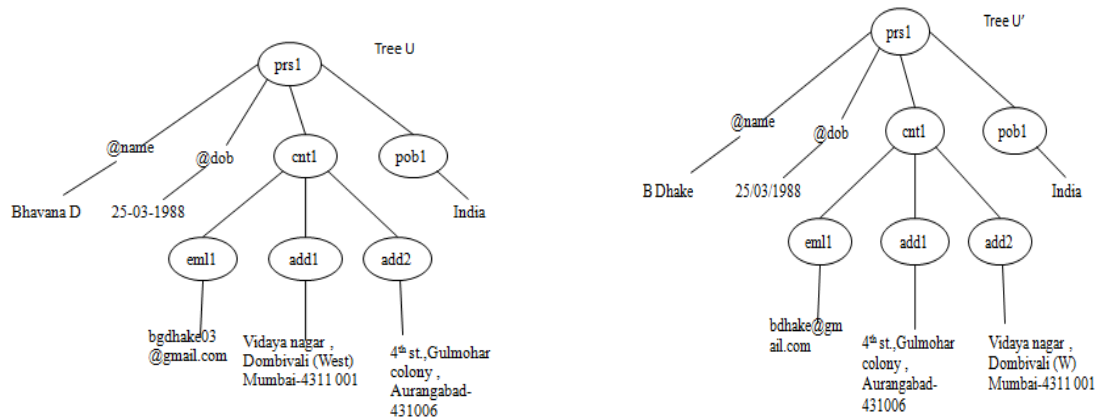 Tree U
prs1
@name
@dob
cnt1
pob1
Bhavana D
25-03-1988
India
eml1
add1
add2
bgdhake03
@gmail.com
Vidaya nagar ,
Dombivali (West)
Mumbai-4311 001
4th st.,Gulmohar
colony ,
Aurangabad-
431006
Tree U’
prs1
@name
@dob
cnt1
pob1
B Dhake
25/03/1988
India
eml1
add1
add2
bdhake@gm
ail.com
4th st.,Gulmohar
colony ,
Aurangabad-
431006
Vidaya nagar ,
Dombivali (W)
Mumbai-4311 001